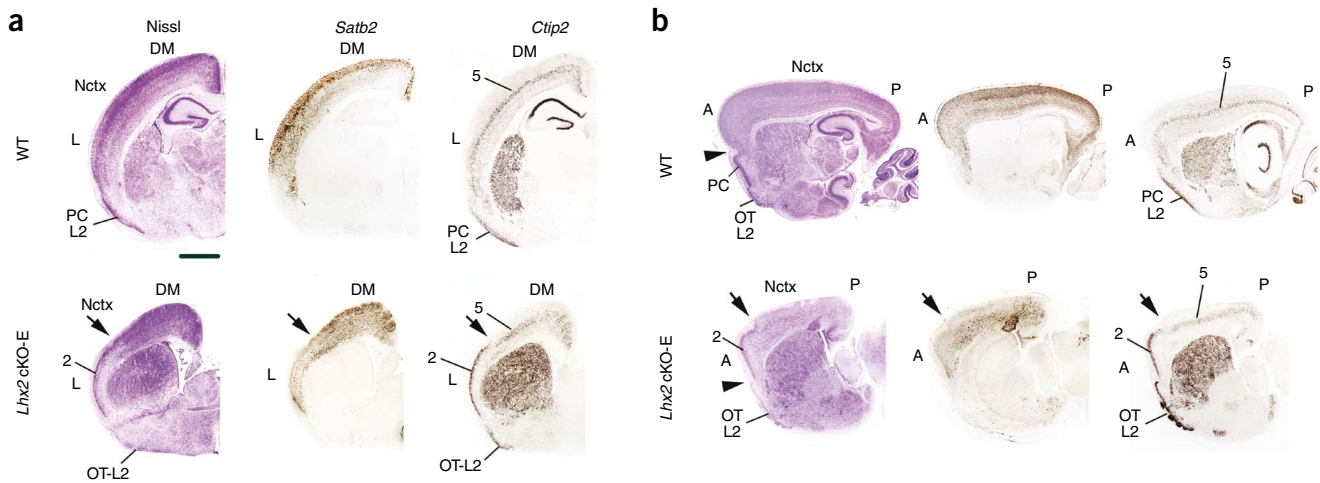 a
Nissl
DM
Satb2
DM
Ctip2
DM
Nctx
5
L
L
L
WT
PC
L2
PC
L2
Nctx
DM
DM
DM
5
2
L
L
2
L
Lhx2 cKO-E
OT-L2
OT-L2
b
Nctx
P
5
P
A
A
A
WT
PC
OT
L2
PC
L2
Nctx
P
P
5
P
2
A
A
A
Lhx2 cKO-E
OT
L2
OT
L2